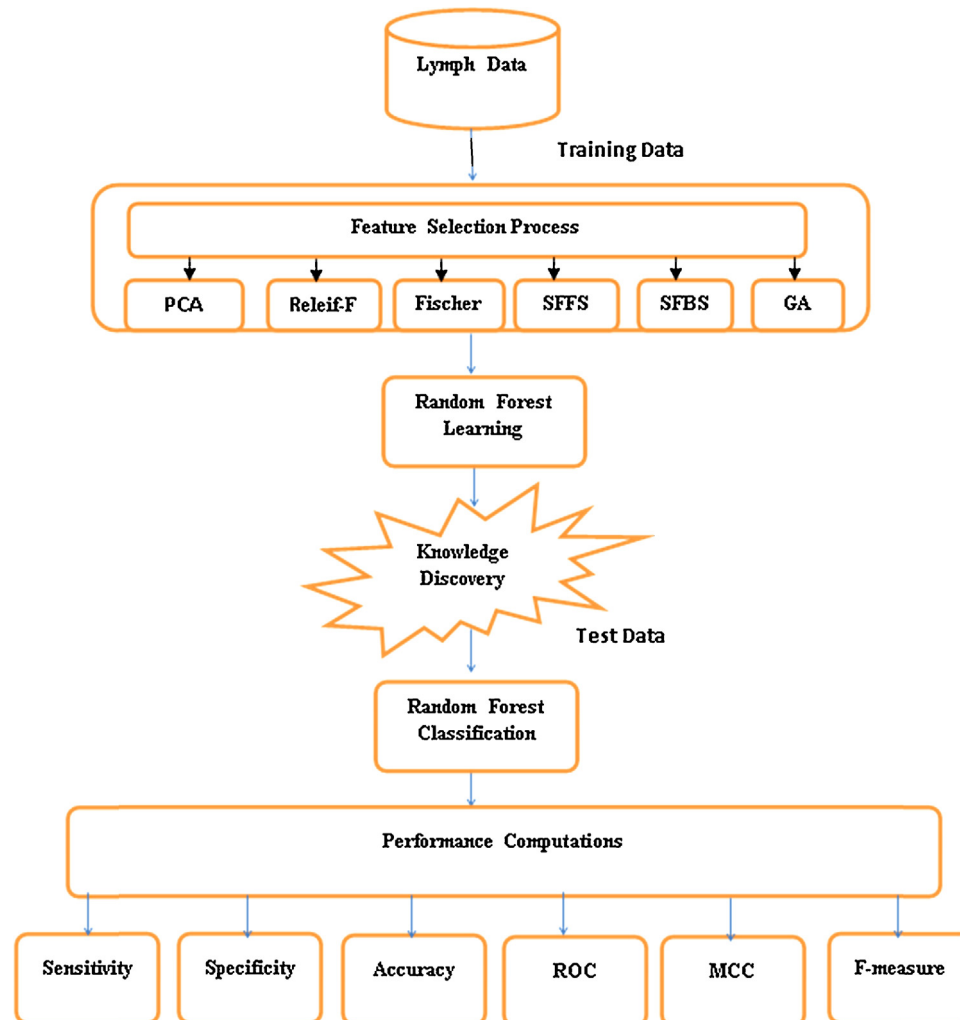 Lymph Data
Training Data
Feature Selection Process
PCA
Releif-F
Fischer
SFFS
SFBS
GA
Random Forest
Learning
Knowledge
Discovery
Test Data
Random Forest
Classification
Performance Computations
Sensitivity
Specificity
Accuracy
ROC
MCC
F-measure